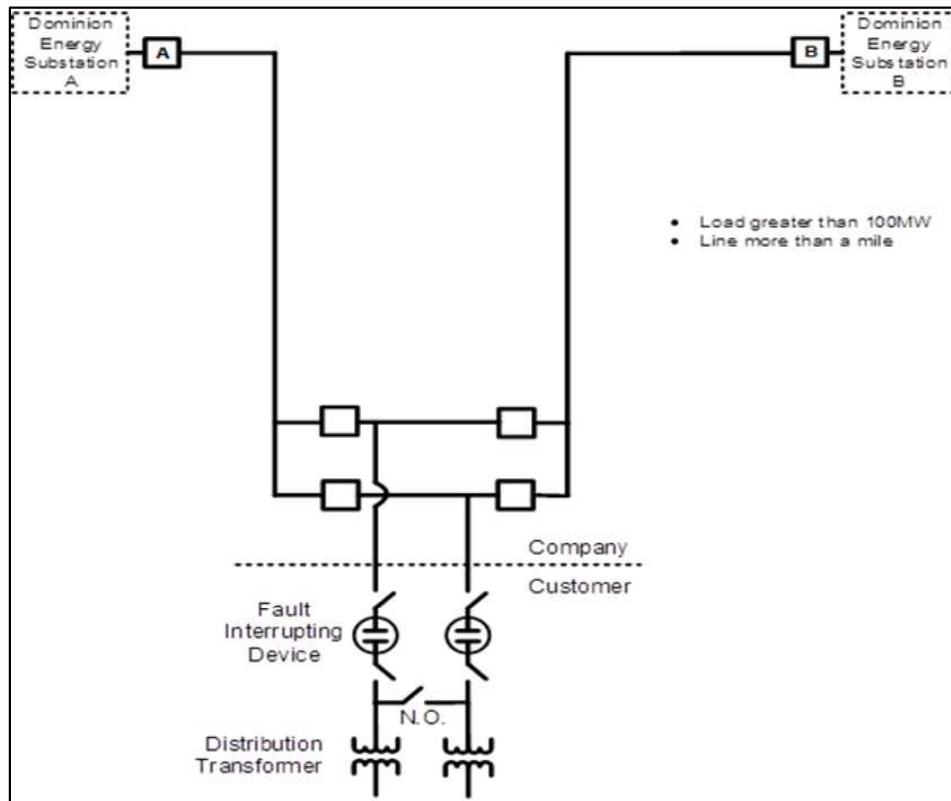 Dominion
Energy
Substation
A
A
B
Dominion
Energy
Substation
B
• Load greater than 100MW
• Line more than a mile
Company
Customer
Fault
Interrupting
Device
N.O.
Distribution
Transformer